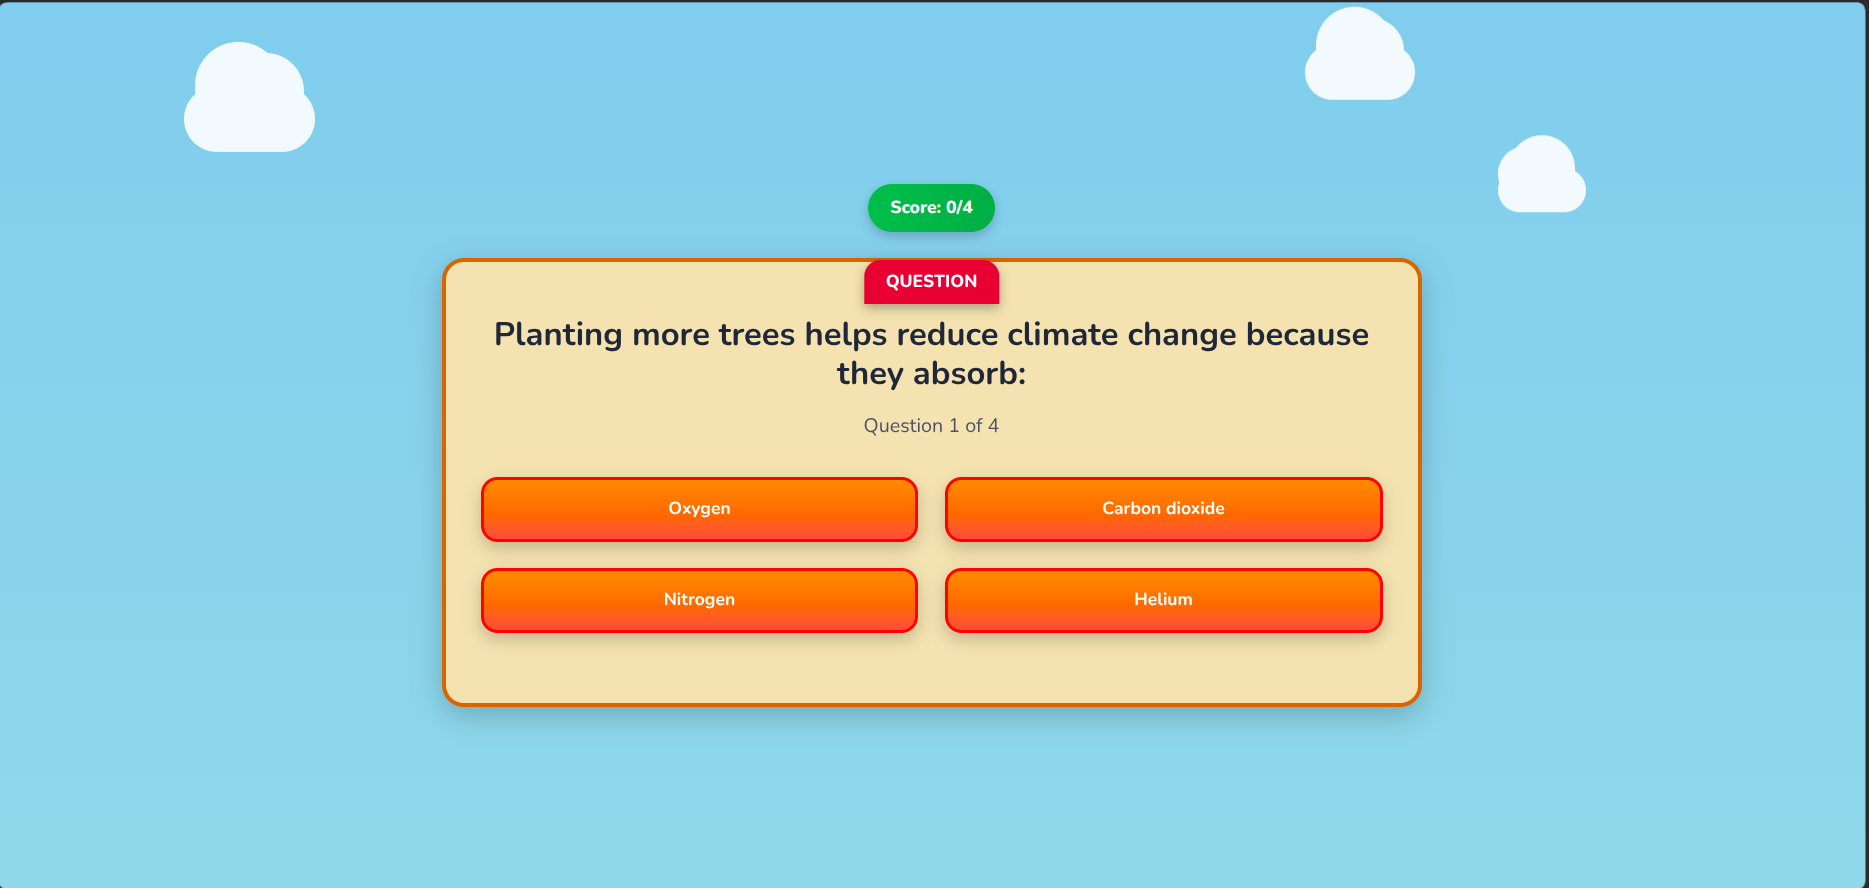 Score: 0/4
QUESTION
Planting more trees helps reduce climate change because
they absorb:
Question 1 of 4
Oxygen
Carbon dioxide
Nitrogen
Helium